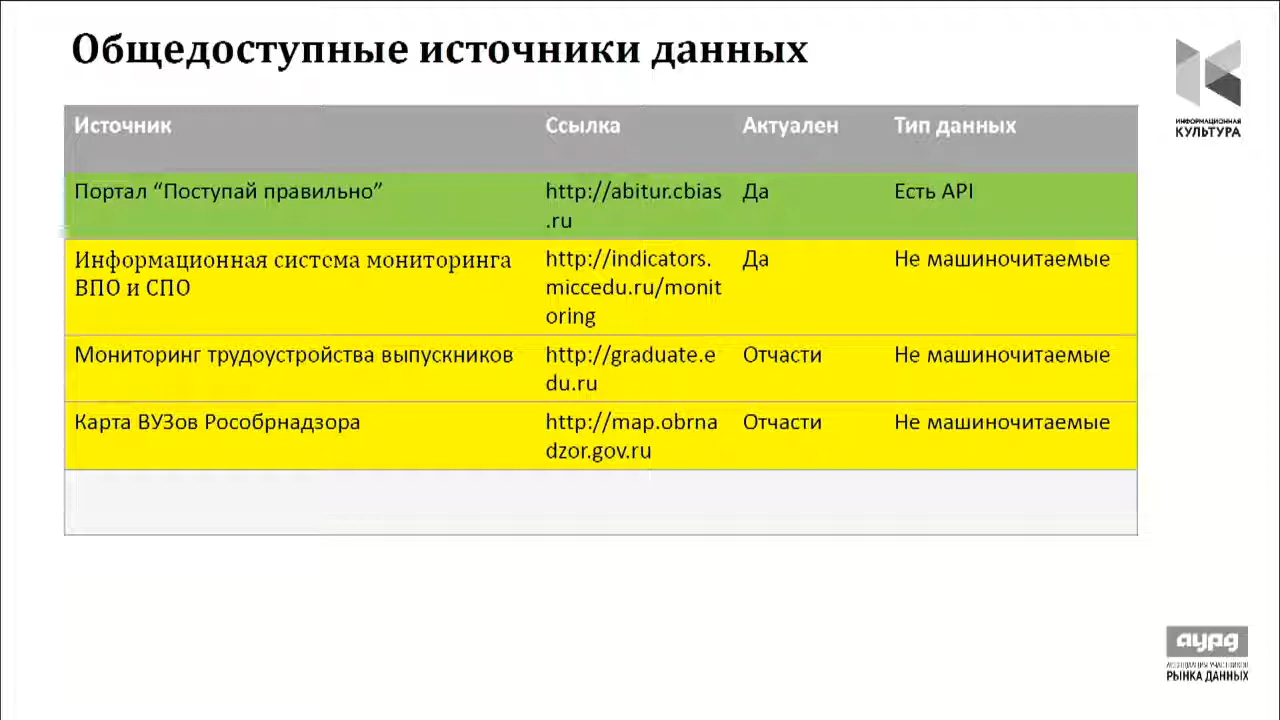 Общедоступные источники данных
ИНФОРМАЦИОННАЯ
КУЛЬТУРА
Источник Ссылка Актуален Тип данных
Портал “Поступай правильно” http://abitur.cbias Да Есть API
.ru
Информационная система мониторинга http://indicators. Да Не машиночитаемые
ВПО и СПО miccedu.ru/monit
oring
Мониторинг трудоустройства выпускников http://graduate.e Отчасти Не машиночитаемые
du.ru
Карта ВУЗов Рособрнадзора http://map.obrna Отчасти Не машиночитаемые
dzor.gov.ru
аурд
АССОЦИАЦИЯ УЧАСТНИКОВ
РЫНКА ДАННЫХ